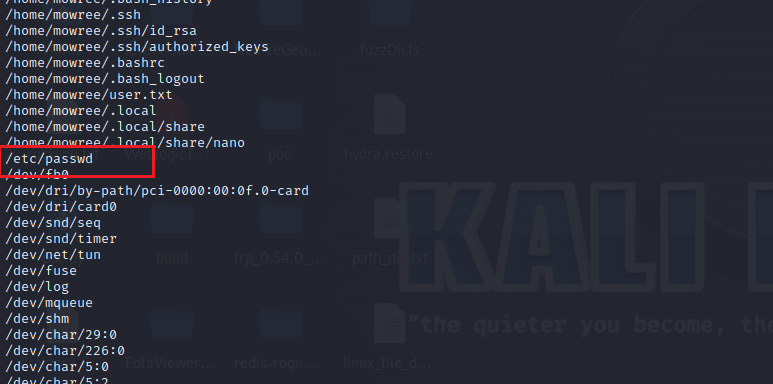 /home/mowree/.bash_history
/home/mowree/.ssh
/home/mowree/.ssh/id_rsa
/home/mowree/.ssh/authorized_keys
/home/mowree/.bashrc
/home/mowree/.bash_logout
/home/mowree/user.txt
/home/mowree/.local
/home/mowree/.local/share
/home/mowree/.local/share/nano
/etc/passwd
/dev/fb0
/dev/dri/by-path/pci-0000:00:0f.0-card
/dev/dri/card0
/dev/snd/seq
/dev/snd/timer
/dev/net/tun
/dev/fuse
/dev/log
/dev/mqueue
/dev/shm
/dev/char/29:0
/dev/char/226:0
/dev/char/5:0
/dev/char/5:2
fuzzDicts
poc
hydra.restore
build
frp_0.54.0_...
KALI
"the quieter you become, the
FofaViewer...
redis-rogu...
linux_file_d...